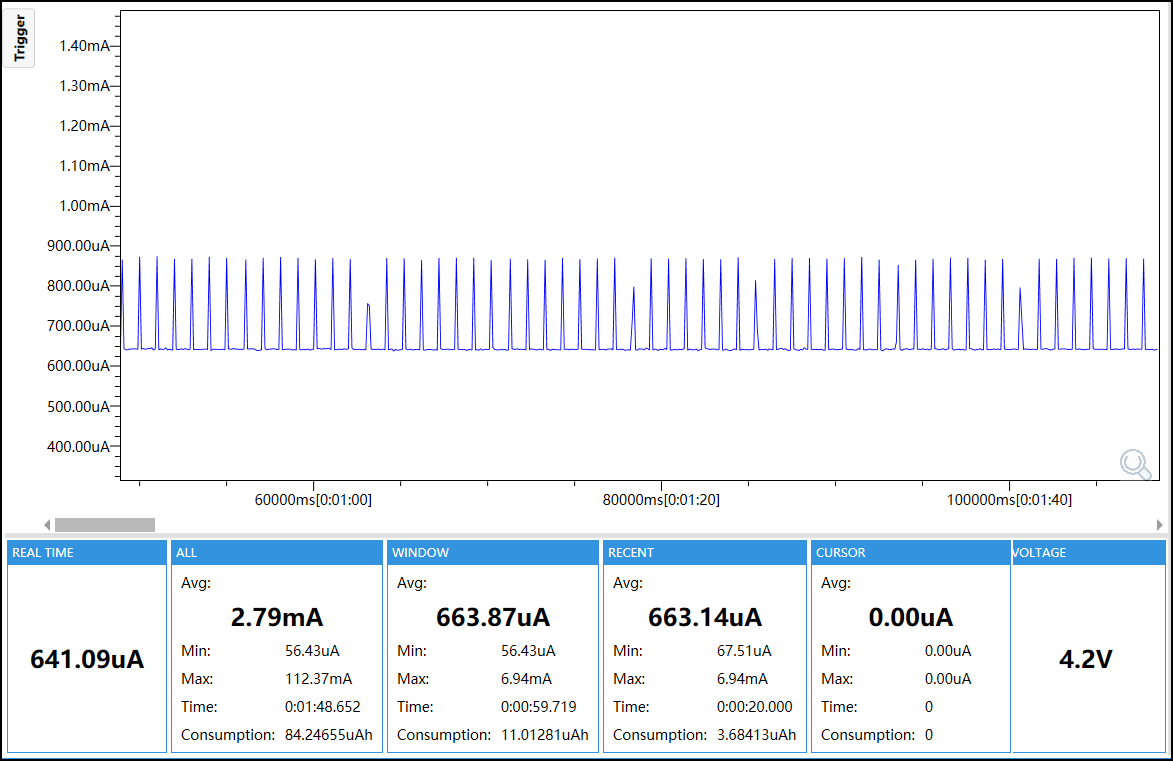 Trigger
1.40mA
1.30mA
1.20mA
1.10mA
1.00mA
900.00uA
800.00uA
700.00uA
600.00uA
500.00uA
400.00uA
60000ms[0:01:00] 80000ms[0:01:20] 100000ms[0:01:40]
REAL TIME
641.09uA
ALL
Avg:
2.79mA
Min: 56.43uA
Max: 112.37mA
Time: 0:01:48.652
Consumption: 84.24655uAh
WINDOW
Avg:
663.87uA
Min: 56.43uA
Max: 6.94mA
Time: 0:00:59.719
Consumption: 11.01281uAh
RECENT
Avg:
663.14uA
Min: 67.51uA
Max: 6.94mA
Time: 0:00:20.000
Consumption: 3.68413uAh
CURSOR
Avg:
0.00uA
Min: 0.00uA
Max: 0.00uA
Time: 0
Consumption: 0
VOLTAGE
4.2V